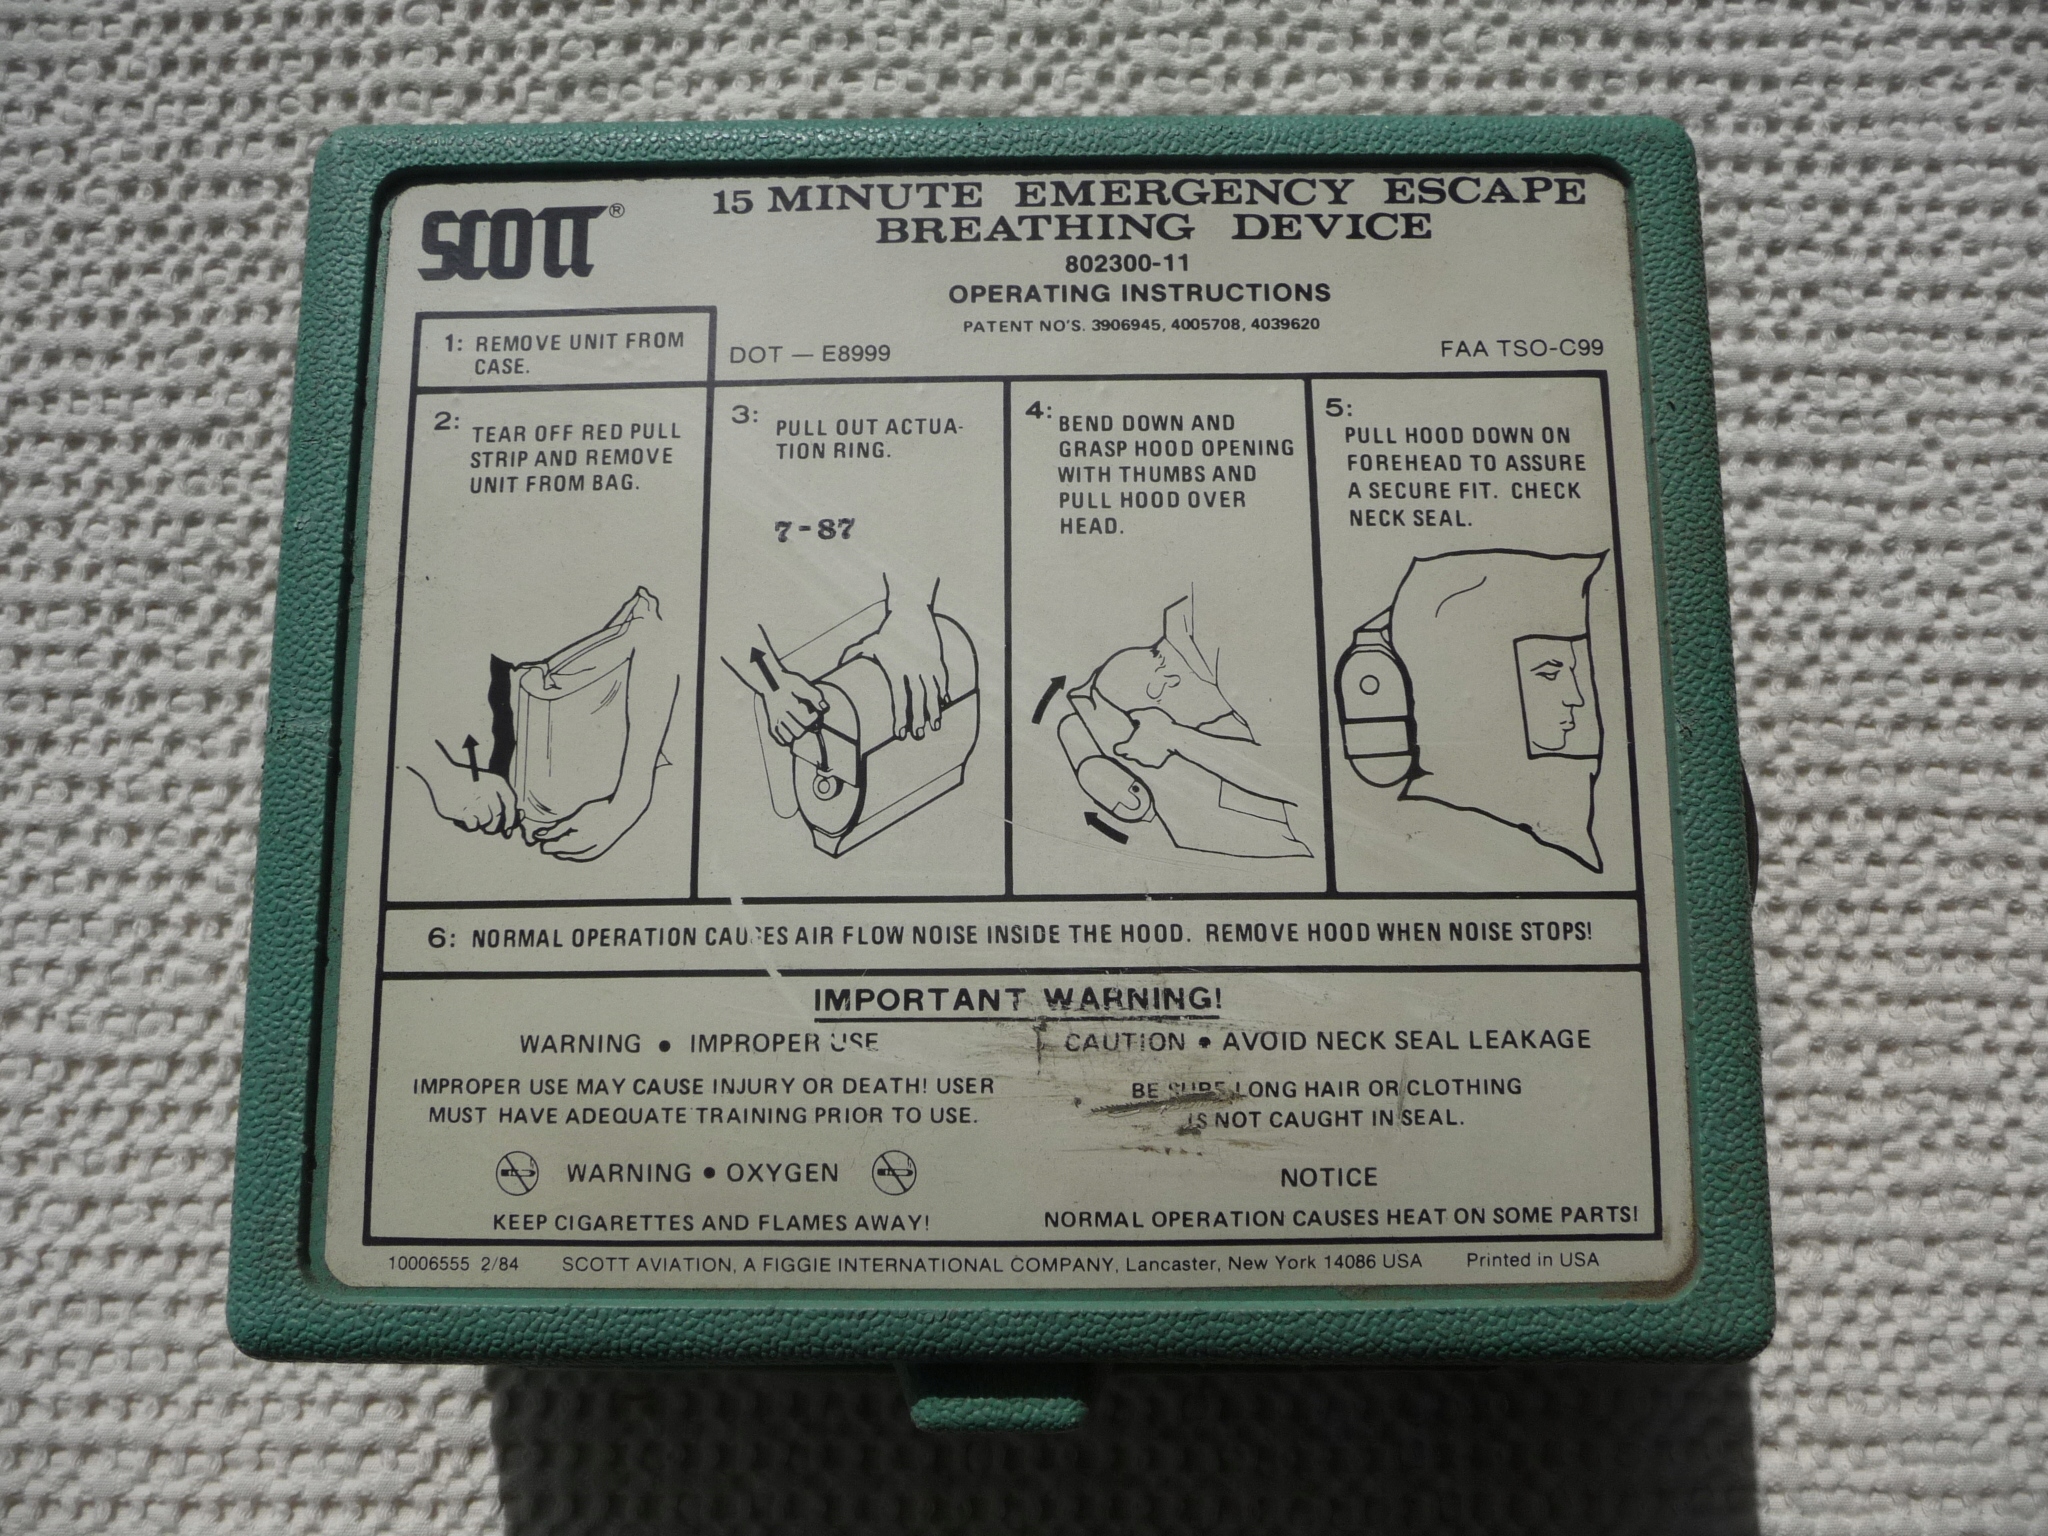 SCOTT®
15 MINUTE EMERGENCY ESCAPE
BREATHING DEVICE
802300-11
OPERATING INSTRUCTIONS
PATENT NO'S. 3906945, 4005708, 4039620
DOT — E8999
FAA TSO-C99
1: REMOVE UNIT FROM
CASE.
2: TEAR OFF RED PULL
STRIP AND REMOVE
UNIT FROM BAG.
3: PULL OUT ACTUA-
TION RING.
7-87
4: BEND DOWN AND
GRASP HOOD OPENING
WITH THUMBS AND
PULL HOOD OVER
HEAD.
5: PULL HOOD DOWN ON
FOREHEAD TO ASSURE
A SECURE FIT. CHECK
NECK SEAL.
6: NORMAL OPERATION CAUSES AIR FLOW NOISE INSIDE THE HOOD. REMOVE HOOD WHEN NOISE STOPS!
IMPORTANT WARNING!
WARNING • IMPROPER USE
IMPROPER USE MAY CAUSE INJURY OR DEATH! USER
MUST HAVE ADEQUATE TRAINING PRIOR TO USE.
WARNING • OXYGEN
KEEP CIGARETTES AND FLAMES AWAY!
CAUTION • AVOID NECK SEAL LEAKAGE
BE SURE LONG HAIR OR CLOTHING
IS NOT CAUGHT IN SEAL.
NOTICE
NORMAL OPERATION CAUSES HEAT ON SOME PARTS!
10006555 2/84 SCOTT AVIATION, A FIGGIE INTERNATIONAL COMPANY, Lancaster, New York 14086 USA Printed in USA